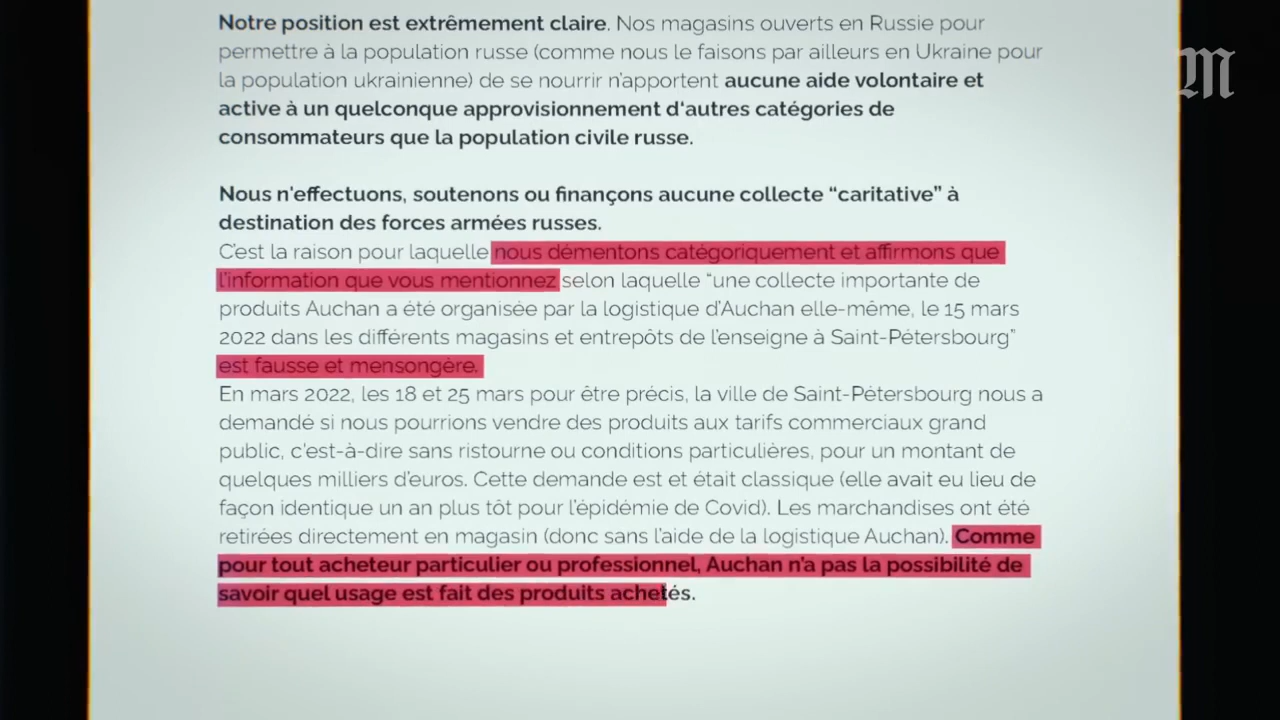 Notre position est extrêmement claire. Nos magasins ouverts en Russie pour
permettre à la population russe (comme nous le faisons par ailleurs en Ukraine pour
la population ukrainienne) de se nourrir n'apportent aucune aide volontaire et
active à un quelconque approvisionnement d'autres catégories de
consommateurs que la population civile russe.
Nous n'effectuons, soutenons ou finançons aucune collecte “caritative” à
destination des forces armées russes.
C'est la raison pour laquelle nous démentons catégoriquement et affirmons que
l'information que vous mentionnez selon laquelle “une collecte importante de
produits Auchan a été organisée par la logistique d'Auchan elle-même, le 15 mars
2022 dans les différents magasins et entrepôts de l'enseigne à Saint-Pétersbourg”
est fausse et mensongère.
En mars 2022, les 18 et 25 mars pour être précis, la ville de Saint-Pétersbourg nous a
demandé si nous pourrions vendre des produits aux tarifs commerciaux grand
public, c'est-à-dire sans ristourne ou conditions particulières, pour un montant de
quelques milliers d'euros. Cette demande est et était classique (elle avait eu lieu de
façon identique un an plus tôt pour l'épidémie de Covid). Les marchandises ont été
retirées directement en magasin (donc sans l'aide de la logistique Auchan). Comme
pour tout acheteur particulier ou professionnel, Auchan n'a pas la possibilité de
savoir quel usage est fait des produits achetés.
M